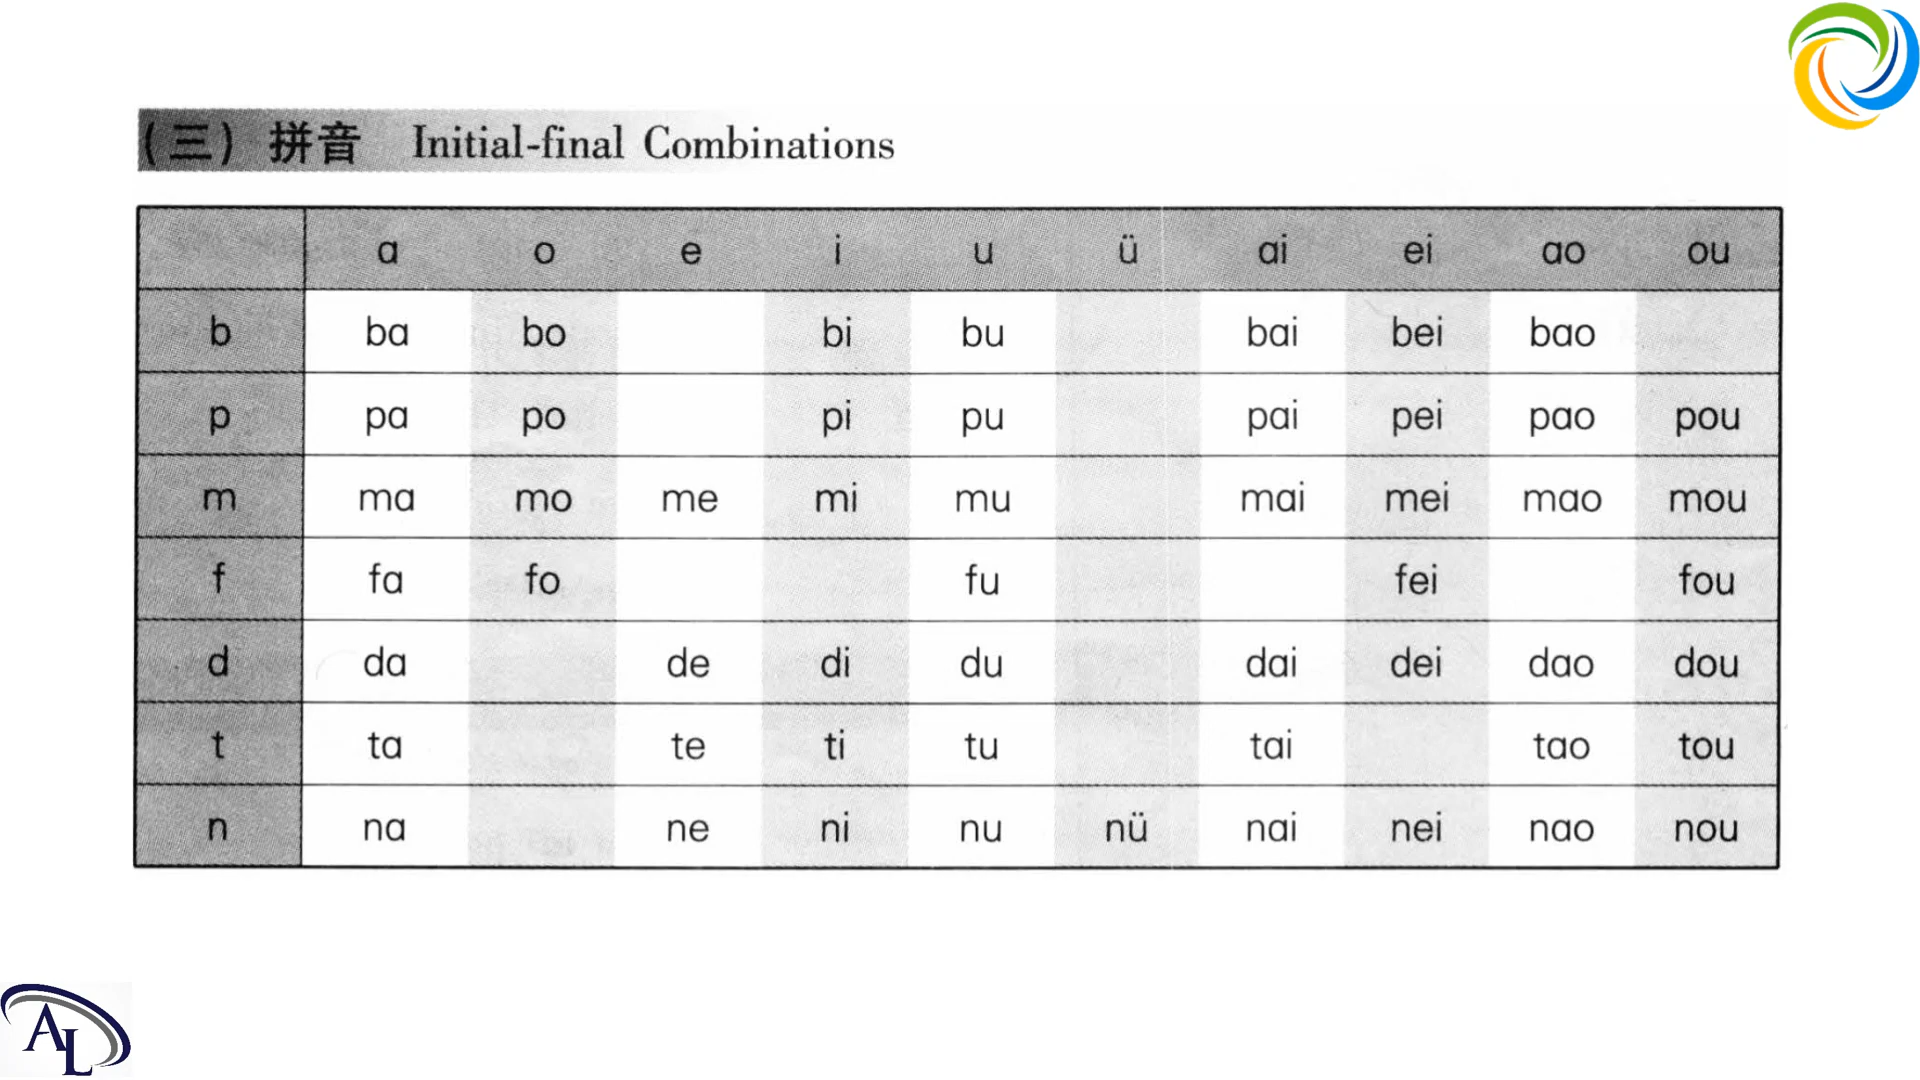 (三) 拼音 Initial-final Combinations
a o e i u ü ai ei ao ou
b ba bo bi bu bai bei bao
p pa po pi pu pai pei pao pou
m ma mo me mi mu mai mei mao mou
f fa fo fu fei fou
d da de di du dai dei dao dou
t ta te ti tu tai tao tou
n na ne ni nu nü nai nei nao nou
AL